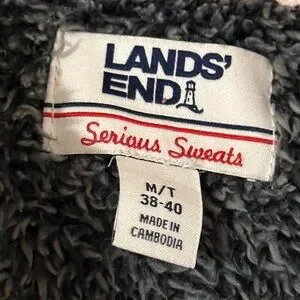 LANDS'
END
Serious Sweats
M/T
38-40
MADE IN
CAMBODIA